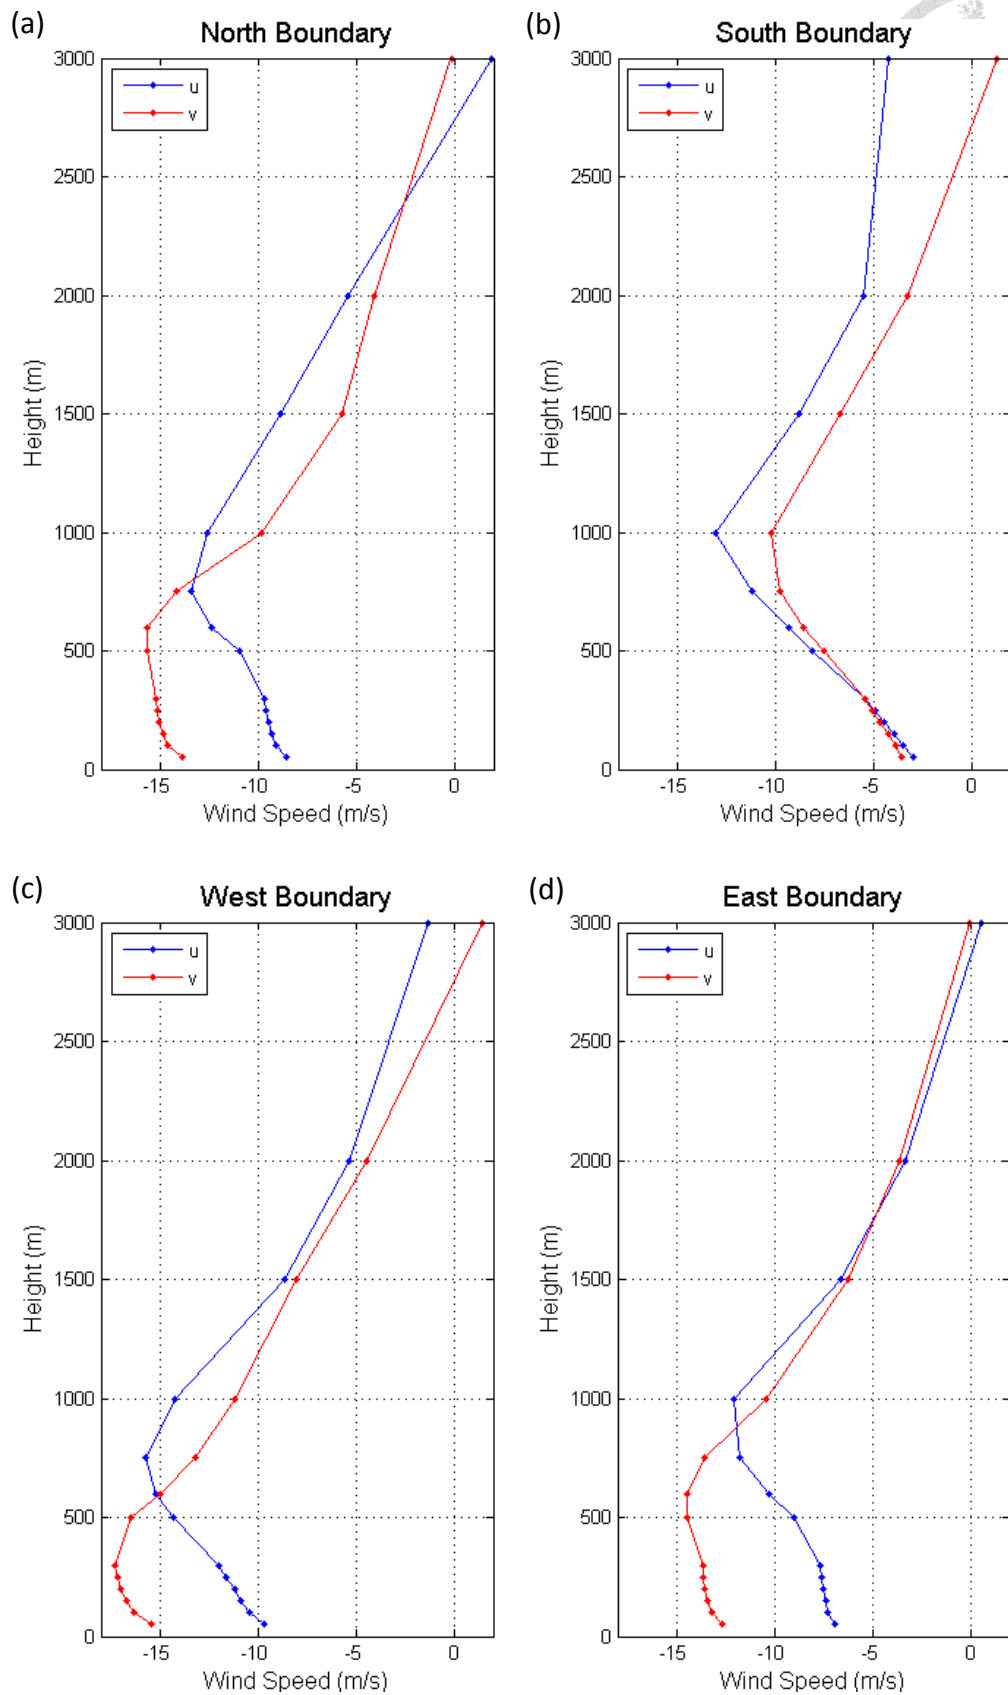 (a)
North Boundary
u
v
3000
2500
2000
1500
1000
500
0
Height (m)
-15 -10 -5 0
Wind Speed (m/s)
(b)
South Boundary
u
v
3000
2500
2000
1500
1000
500
0
Height (m)
-15 -10 -5 0
Wind Speed (m/s)
(c)
West Boundary
u
v
3000
2500
2000
1500
1000
500
0
Height (m)
-15 -10 -5 0
Wind Speed (m/s)
(d)
East Boundary
u
v
3000
2500
2000
1500
1000
500
0
Height (m)
-15 -10 -5 0
Wind Speed (m/s)